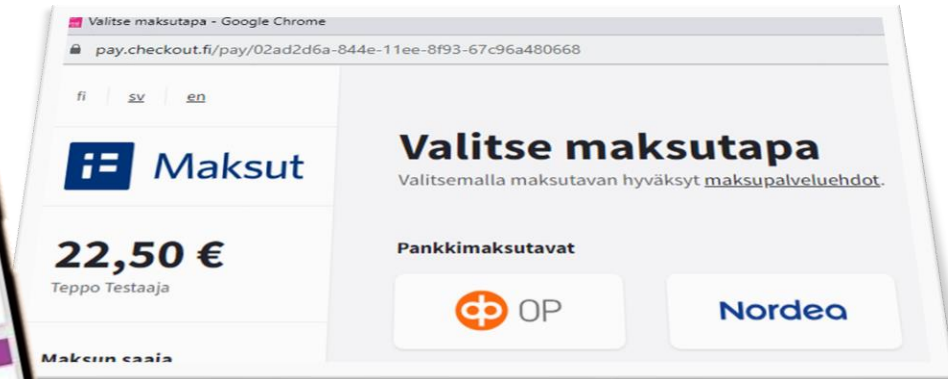 Valitse maksutapa - Google Chrome
pay.checkout.fi/pay/02ad2d6a-844e-11ee-8f93-67c96a480668
fi sv en
Maksut
Valitse maksutapa
Valitsemalla maksutavan hyväksyt maksupalveluehdot.
22,50 €
Teppo Testaaja
Pankkimaksutavat
OP
Nordea
Maksun saaja